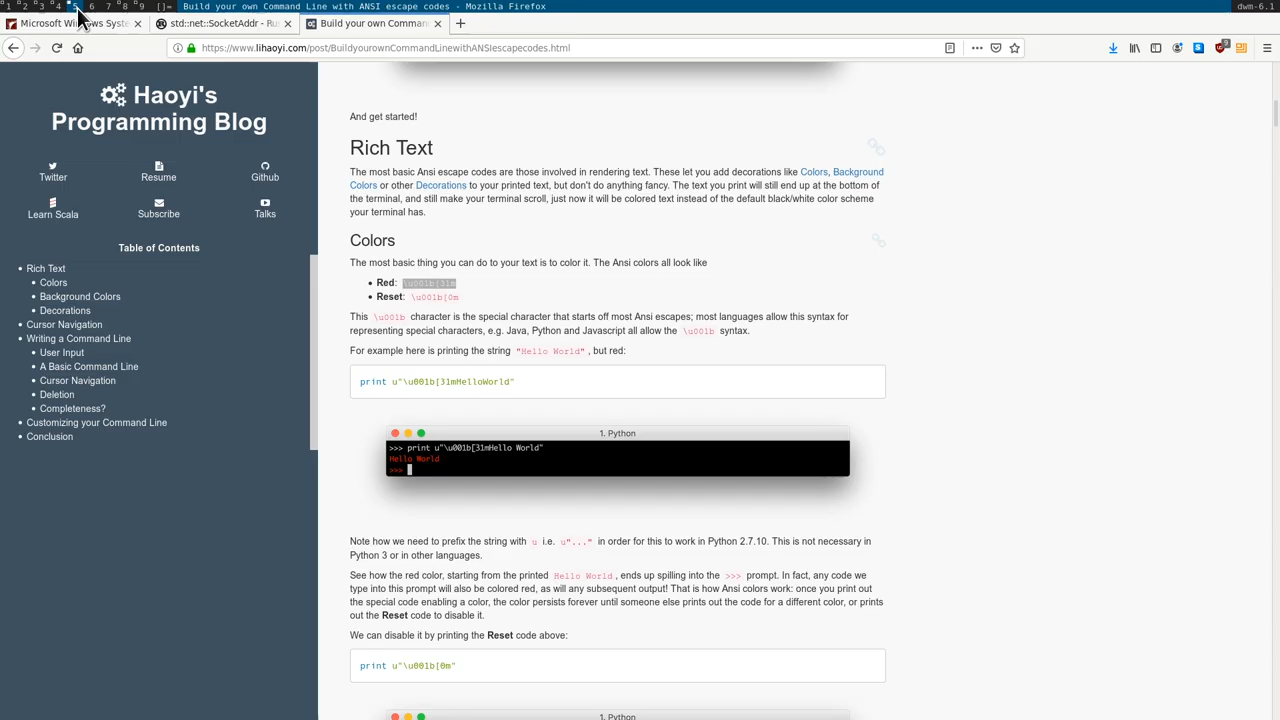 1 2 3 4 5 6 7 8 9 []= Build your own Command Line with ANSI escape codes - Mozilla Firefox dwm-6.1
Microsoft Windows Syste
std::net::SocketAddr - Ru
Build your own Comman
https://www.lihaoyi.com/post/BuildyourownCommandLinewithANSIescapecodes.html
Haoyi's
Programming Blog
Twitter Resume Github
Learn Scala Subscribe Talks
Table of Contents
Rich Text
Colors
Background Colors
Decorations
Cursor Navigation
Writing a Command Line
User Input
A Basic Command Line
Cursor Navigation
Deletion
Completeness?
Customizing your Command Line
Conclusion
And get started!
Rich Text
The most basic Ansi escape codes are those involved in rendering text. These let you add decorations like Colors, Background
Colors or other Decorations to your printed text, but don't do anything fancy. The text you print will still end up at the bottom of
the terminal, and still make your terminal scroll, just now it will be colored text instead of the default black/white color scheme
your terminal has.
Colors
The most basic thing you can do to your text is to color it. The Ansi colors all look like
Red: \u001b[31m
Reset: \u001b[0m
This \u001b character is the special character that starts off most Ansi escapes; most languages allow this syntax for
representing special characters, e.g. Java, Python and Javascript all allow the \u001b syntax.
For example here is printing the string "Hello World" , but red:
print u"\u001b[31mHelloWorld"
1. Python
>>> print u"\u001b[31mHello World"
Hello World
>>>
Note how we need to prefix the string with u i.e. u"..." in order for this to work in Python 2.7.10. This is not necessary in
Python 3 or in other languages.
See how the red color, starting from the printed Hello World , ends up spilling into the >>> prompt. In fact, any code we
type into this prompt will also be colored red, as will any subsequent output! That is how Ansi colors work: once you print out
the special code enabling a color, the color persists forever until someone else prints out the code for a different color, or prints
out the Reset code to disable it.
We can disable it by printing the Reset code above:
print u"\u001b[0m"
1. Python